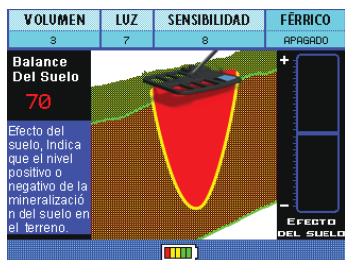 VOLUMEN LUZ SENSIBILIDAD FĒRRICO
3 7 8 APAGADO
Balance
Del Suelo
70
Efecto del
suelo, Indica
que el nivel
positivo o
negativo de la
mineralizació
n del suelo en
el terreno.
+
-
EFECTO
DEL SUELO